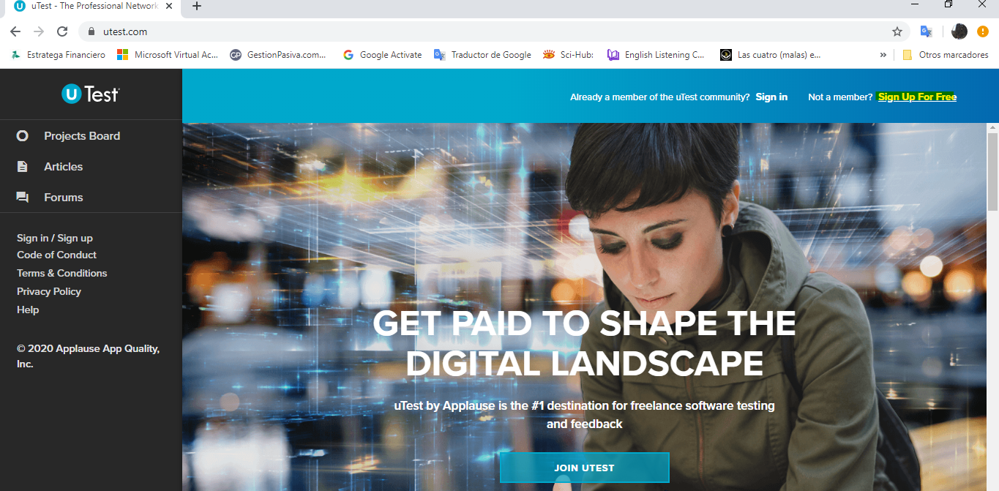 uTest - The Professional Network
utest.com
Estratega Financiero
Microsoft Virtual Ac...
GP
GestionPasiva.com...
Google Activate
Traductor de Google
Sci-Hub:
English Listening C...
Las cuatro (malas) e...
»
Otros marcadores
u Test
Already a member of the uTest community? Sign in Not a member? Sign Up For Free
Projects Board
Articles
Forums
Sign in / Sign up
Code of Conduct
Terms & Conditions
Privacy Policy
Help
© 2020 Applause App Quality,
Inc.
GET PAID TO SHAPE THE
DIGITAL LANDSCAPE
uTest by Applause is the #1 destination for freelance software testing
and feedback
JOIN UTEST